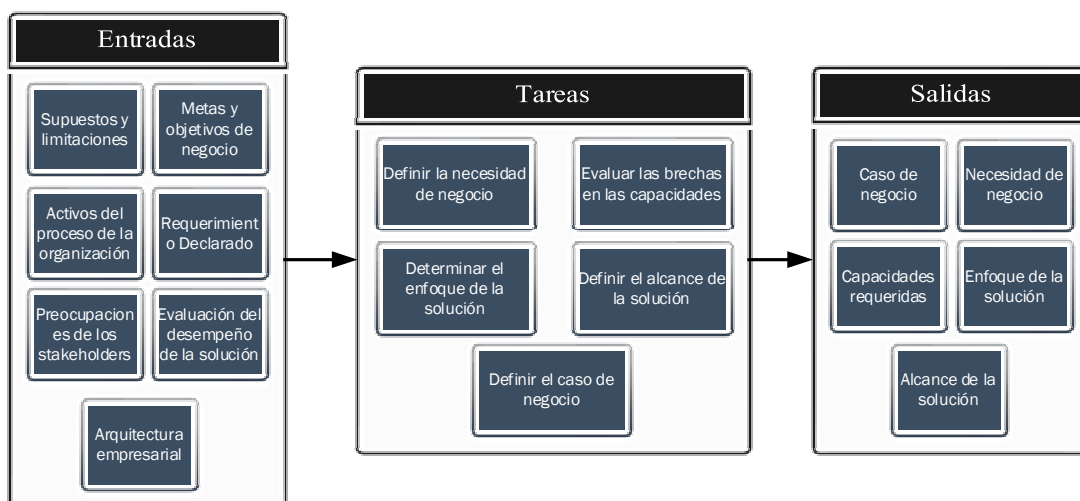 Entradas
Supuestos y
limitaciones
Metas y
objetivos de
negocio
Activos del
proceso de la
organización
Requerimient
o Declarado
Preocupacion
es de los
stakeholders
Evaluación del
desempeño
de la solución
Arquitectura
empresarial
Tareas
Definir la necesidad
de negocio
Evaluar las brechas
en las capacidades
Determinar el
enfoque de la
solución
Definir el alcance de
la solución
Definir el caso de
negocio
Salidas
Caso de
negocio
Necesidad de
negocio
Capacidades
requeridas
Enfoque de la
solución
Alcance de la
solución